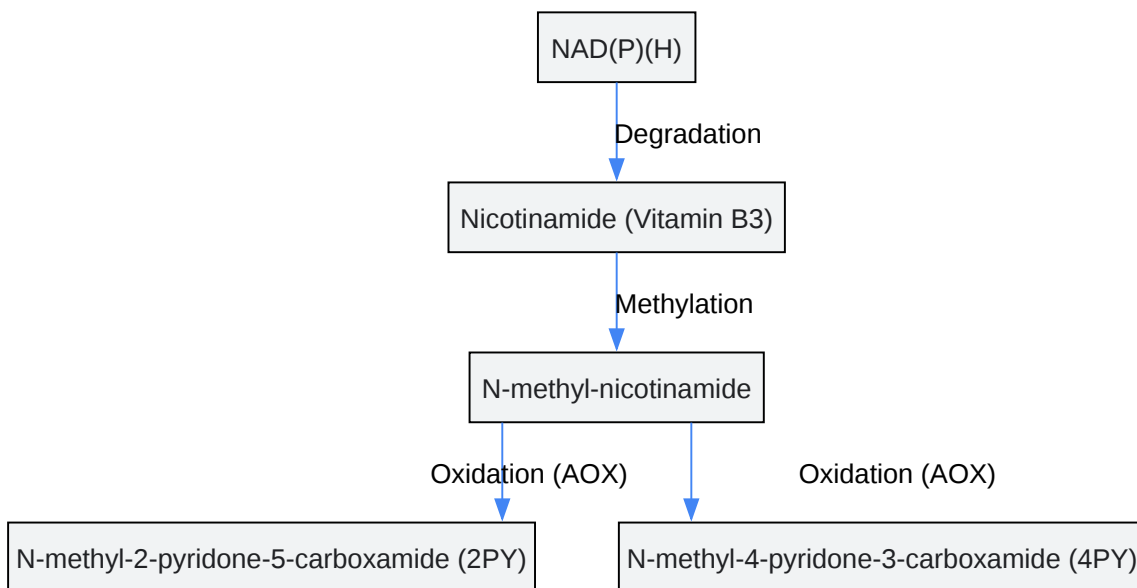 NAD(P)(H)
Degradation
Nicotinamide (Vitamin B3)
Methylation
N-methyl-nicotinamide
Oxidation (AOX)
Oxidation (AOX)
N-methyl-2-pyridone-5-carboxamide (2PY)
N-methyl-4-pyridone-3-carboxamide (4PY)